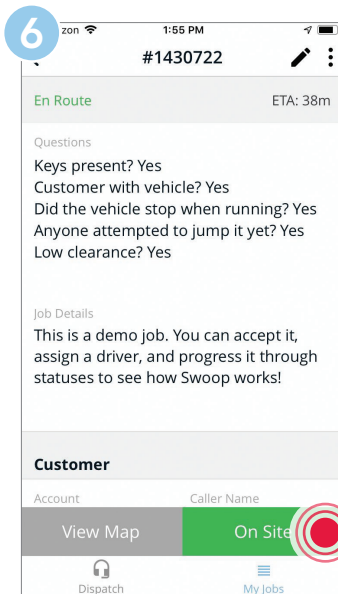 6
zon 1:55 PM
#1430722
En Route ETA: 38m
Questions
Keys present? Yes
Customer with vehicle? Yes
Did the vehicle stop when running? Yes
Anyone attempted to jump it yet? Yes
Low clearance? Yes
Job Details
This is a demo job. You can accept it,
assign a driver, and progress it through
statuses to see how Swoop works!
Customer
Account Caller Name
View Map On Site
Dispatch My Jobs